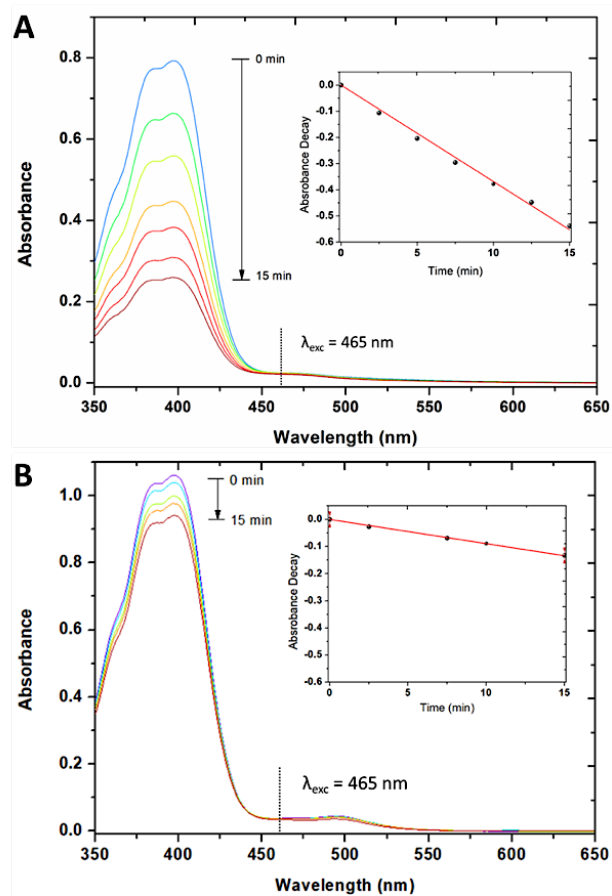 A
0.8
0.6
0.4
0.2
0.0
Absorbance
0 min
15 min
0.0
-0.1
-0.2
-0.3
-0.4
-0.5
-0.6
Absrobance Decay
0 5 10 15
Time (min)
λexc = 465 nm
350 400 450 500 550 600 650
Wavelength (nm)
B
1.0
0.8
0.6
0.4
0.2
0.0
Absorbance
0 min
15 min
0.0
-0.1
-0.2
-0.3
-0.4
-0.5
-0.6
Absrobance Decay
0 5 10 15
Time (min)
λexc = 465 nm
350 400 450 500 550 600 650
Wavelength (nm)